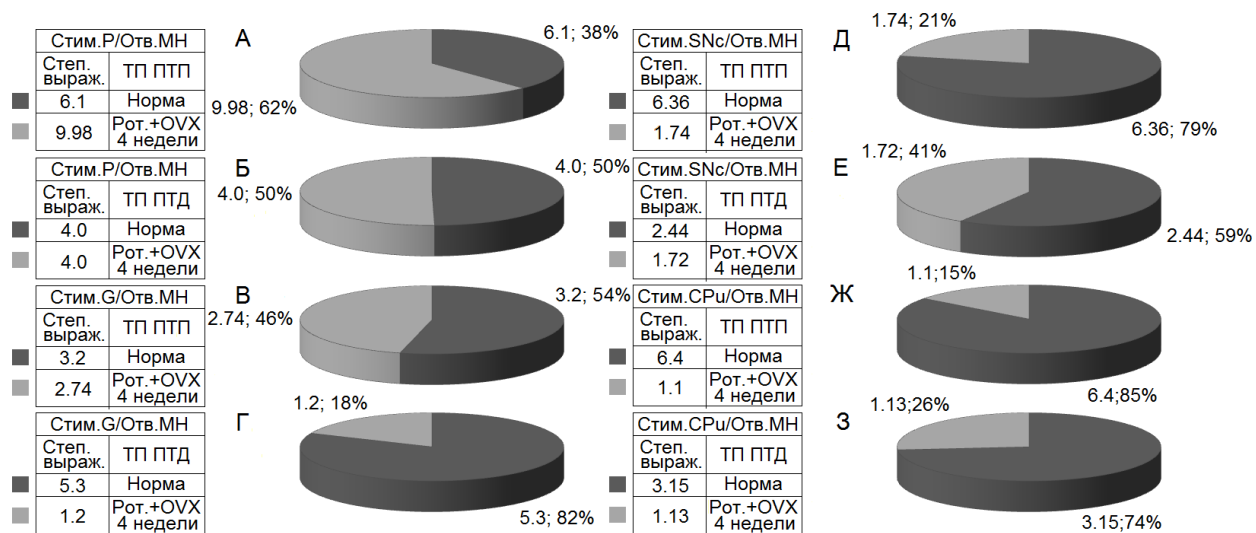 Стим.P/Отв.МН
Степ. выраж. ТП ПТП
6.1 Норма
9.98 Рот.+OVX 4 недели
А
6.1; 38%
9.98; 62%
Стим.P/Отв.МН
Степ. выраж. ТП ПТД
4.0 Норма
4.0 Рот.+OVX 4 недели
Б
4.0; 50%
4.0; 50%
Стим.G/Отв.МН
Степ. выраж. ТП ПТП
3.2 Норма
2.74 Рот.+OVX 4 недели
В
3.2; 54%
2.74; 46%
Стим.G/Отв.МН
Степ. выраж. ТП ПТД
5.3 Норма
1.2 Рот.+OVX 4 недели
Г
1.2; 18%
5.3; 82%
Стим.SNc/Отв.МН
Степ. выраж. ТП ПТП
6.36 Норма
1.74 Рот.+OVX 4 недели
Д
1.74; 21%
6.36; 79%
Стим.SNc/Отв.МН
Степ. выраж. ТП ПТД
2.44 Норма
1.72 Рот.+OVX 4 недели
Е
1.72; 41%
2.44; 59%
Стим.CPu/Отв.МН
Степ. выраж. ТП ПТП
6.4 Норма
1.1 Рот.+OVX 4 недели
Ж
1.1;15%
6.4;85%
Стим.CPu/Отв.МН
Степ. выраж. ТП ПТД
3.15 Норма
1.13 Рот.+OVX 4 недели
З
1.13;26%
3.15;74%